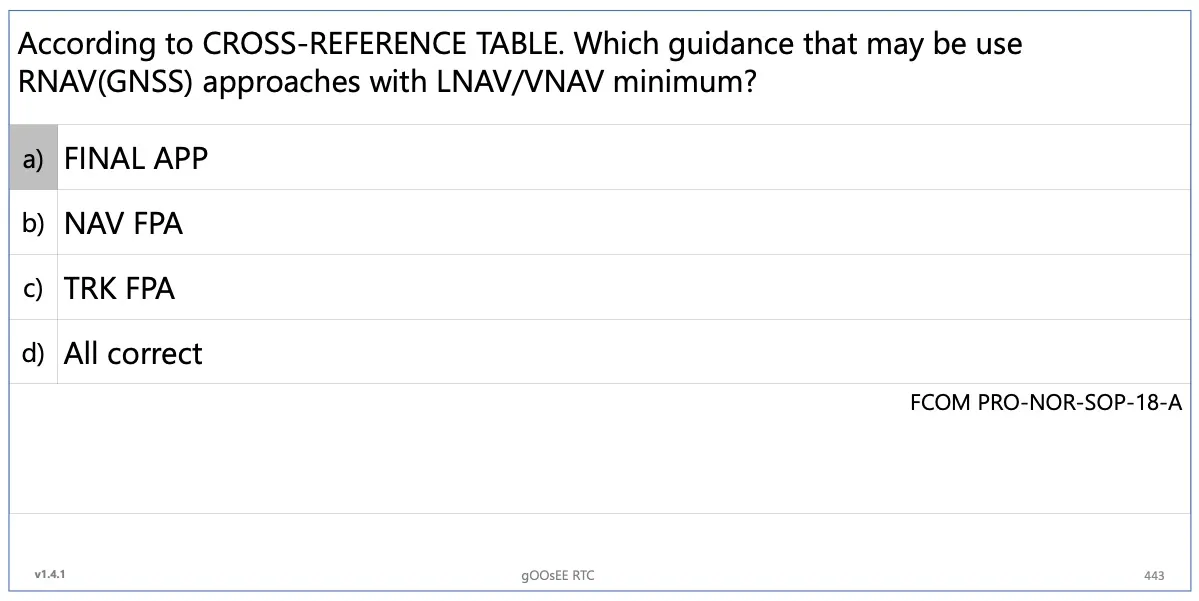 According to CROSS-REFERENCE TABLE. Which guidance that may be use
RNAV(GNSS) approaches with LNAV/VNAV minimum?
a) FINAL APP
b) NAV FPA
c) TRK FPA
d) All correct
FCOM PRO-NOR-SOP-18-A
v1.4.1 gOOsEE RTC 443